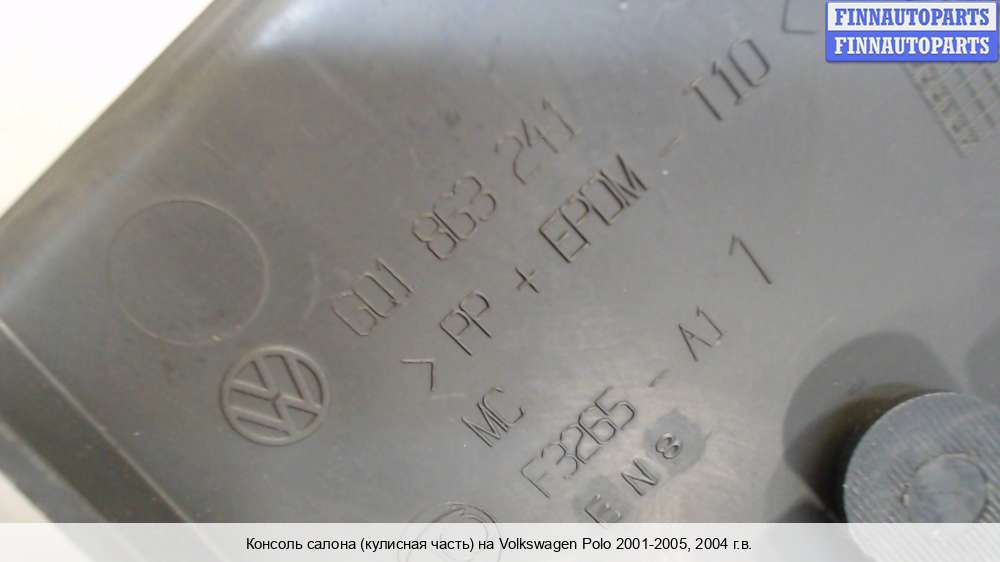 FINNAUTOPARTS
FINNAUTOPARTS
6Q1 863 241
> PP + EPDM - T10 <
MC F3265 - A1 1
E N 8
Консоль салона (кулисная часть) на Volkswagen Polo 2001-2005, 2004 г.в.